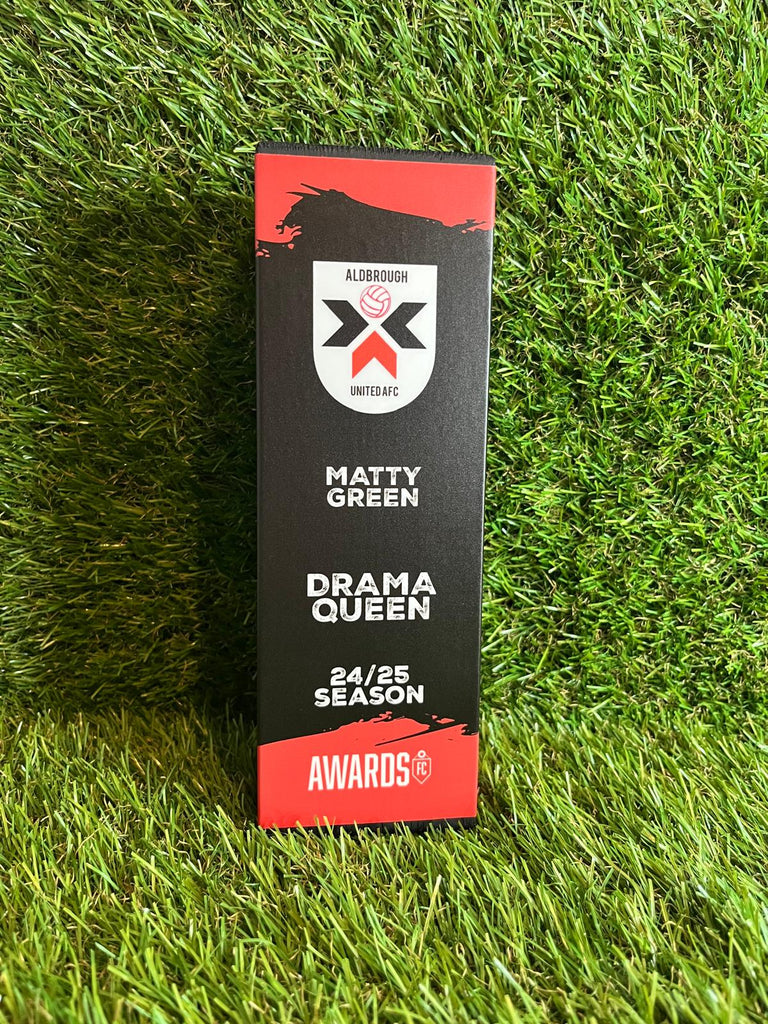 ALDBROUGH
UNITED AFC
MATTY
GREEN
DRAMA
QUEEN
24/25
SEASON
AWARDS FC